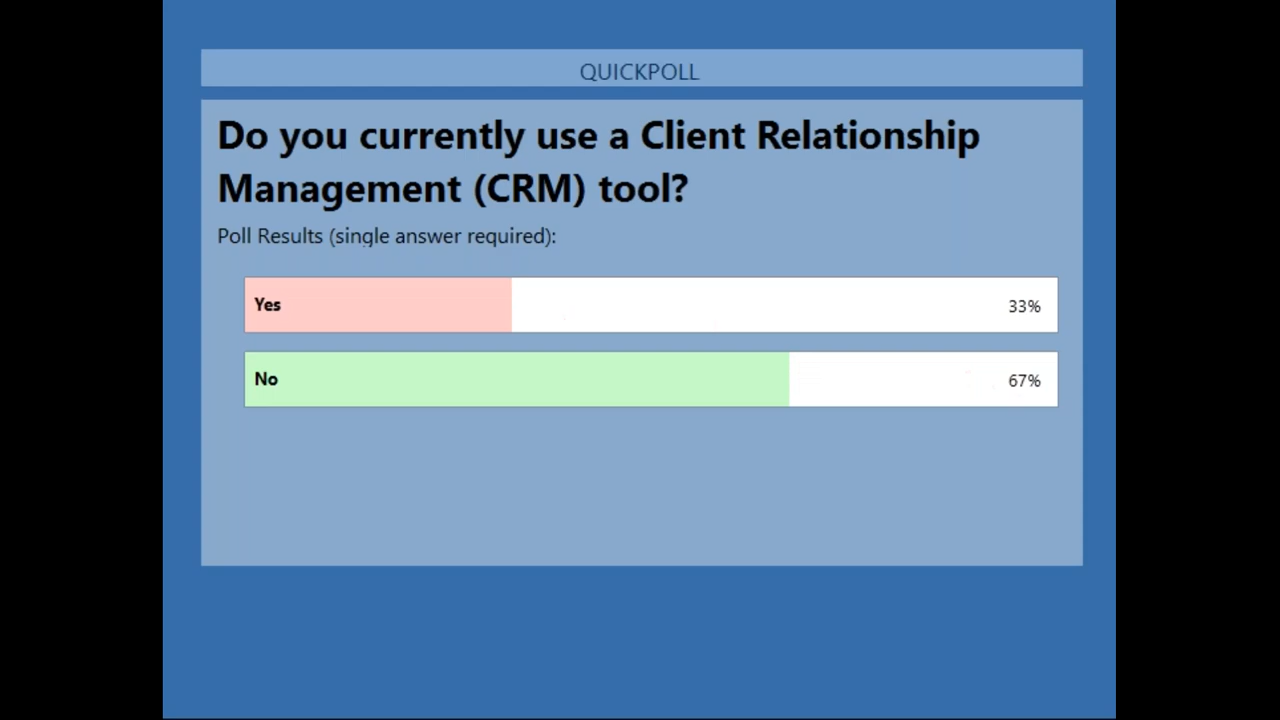 QUICKPOLL
Do you currently use a Client Relationship
Management (CRM) tool?
Poll Results (single answer required):
Yes 33%
No 67%